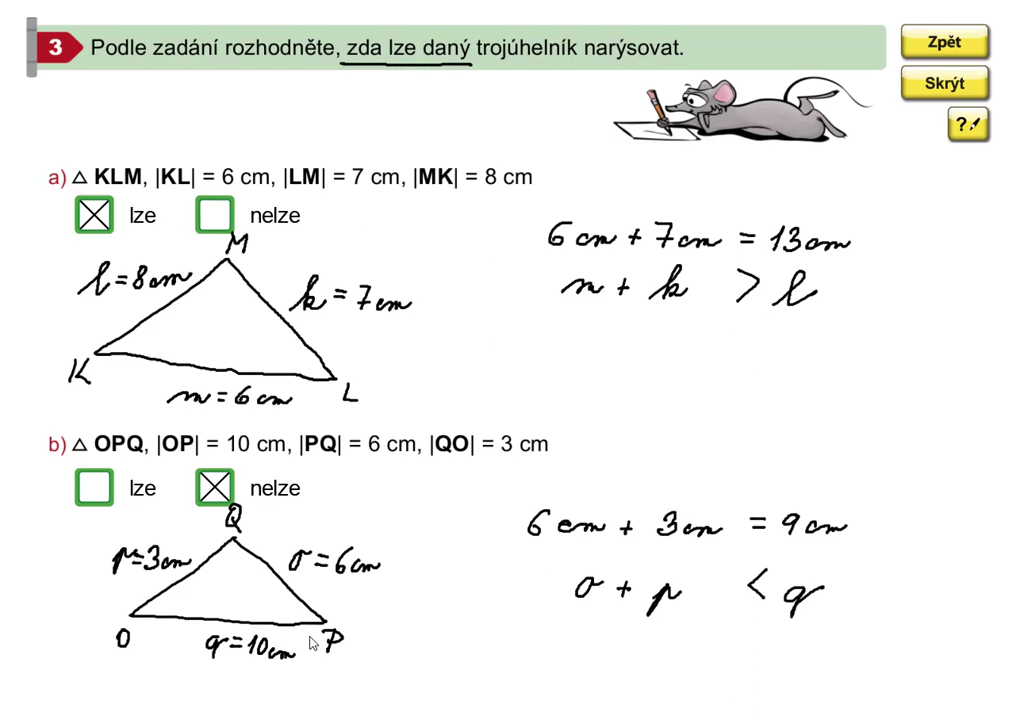 3 Podle zadání rozhodněte, zda lze daný trojúhelník narýsovat.
Zpět
Skrýt
?
a) △ KLM, |KL| = 6 cm, |LM| = 7 cm, |MK| = 8 cm
lze nelze
M
l = 8 cm
k = 7 cm
K
m = 6 cm
L
6 cm + 7 cm = 13 cm
m + k > l
b) △ OPQ, |OP| = 10 cm, |PQ| = 6 cm, |QO| = 3 cm
lze nelze
Q
p = 3 cm
o = 6 cm
O
q = 10 cm
P
6 cm + 3 cm = 9 cm
o + p < q